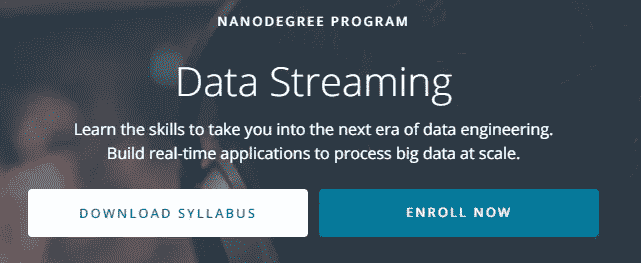 NANODEGREE PROGRAM
Data Streaming
Learn the skills to take you into the next era of data engineering.
Build real-time applications to process big data at scale.
DOWNLOAD SYLLABUS
ENROLL NOW